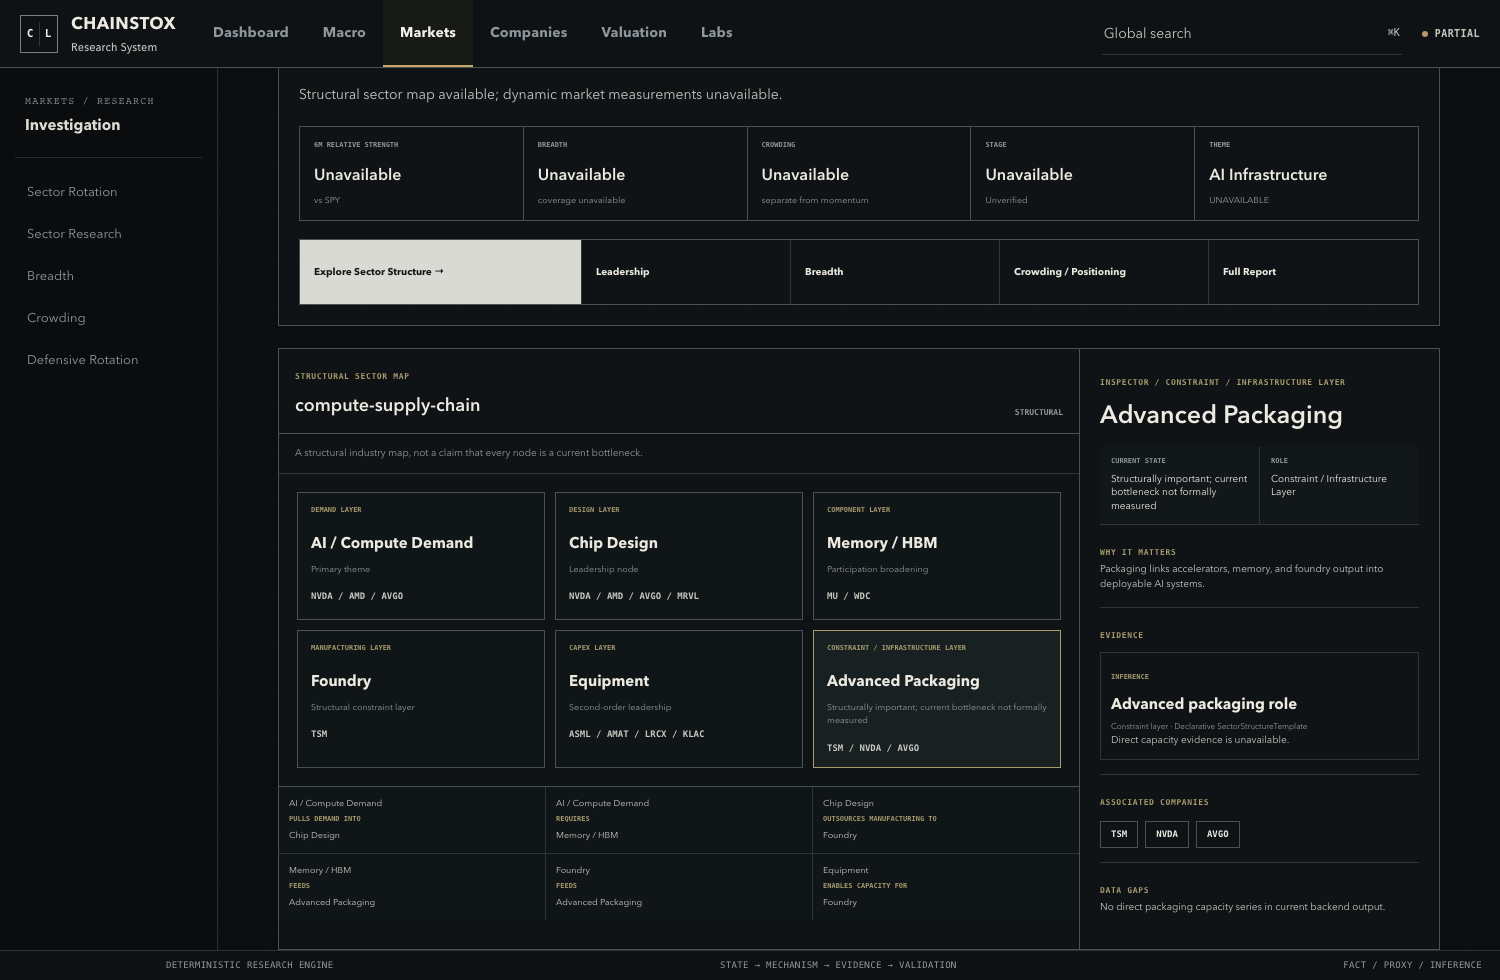 C L
CHAINSTOX
Research System
Dashboard
Macro
Markets
Companies
Valuation
Labs
Global search
⌘K
PARTIAL
MARKETS / RESEARCH
Investigation
Sector Rotation
Sector Research
Breadth
Crowding
Defensive Rotation
Structural sector map available; dynamic market measurements unavailable.
6M RELATIVE STRENGTH
Unavailable
vs SPY
BREADTH
Unavailable
coverage unavailable
CROWDING
Unavailable
separate from momentum
STAGE
Unavailable
Unverified
THEME
AI Infrastructure
UNAVAILABLE
Explore Sector Structure →
Leadership
Breadth
Crowding / Positioning
Full Report
STRUCTURAL SECTOR MAP
compute-supply-chain
STRUCTURAL
A structural industry map, not a claim that every node is a current bottleneck.
DEMAND LAYER
AI / Compute Demand
Primary theme
NVDA / AMD / AVGO
DESIGN LAYER
Chip Design
Leadership node
NVDA / AMD / AVGO / MRVL
COMPONENT LAYER
Memory / HBM
Participation broadening
MU / WDC
MANUFACTURING LAYER
Foundry
Structural constraint layer
TSM
CAPEX LAYER
Equipment
Second-order leadership
ASML / AMAT / LRCX / KLAC
CONSTRAINT / INFRASTRUCTURE LAYER
Advanced Packaging
Structurally important; current bottleneck not formally
measured
TSM / NVDA / AVGO
AI / Compute Demand
PULLS DEMAND INTO
Chip Design
AI / Compute Demand
REQUIRES
Memory / HBM
Chip Design
OUTSOURCES MANUFACTURING TO
Foundry
Memory / HBM
FEEDS
Advanced Packaging
Foundry
FEEDS
Advanced Packaging
Equipment
ENABLES CAPACITY FOR
Foundry
INSPECTOR / CONSTRAINT / INFRASTRUCTURE LAYER
Advanced Packaging
CURRENT STATE
Structurally important; current
bottleneck not formally
measured
ROLE
Constraint / Infrastructure
Layer
WHY IT MATTERS
Packaging links accelerators, memory, and foundry output into
deployable AI systems.
EVIDENCE
INFERENCE
Advanced packaging role
Constraint layer · Declarative SectorStructureTemplate
Direct capacity evidence is unavailable.
ASSOCIATED COMPANIES
TSM
NVDA
AVGO
DATA GAPS
No direct packaging capacity series in current backend output.
DETERMINISTIC RESEARCH ENGINE
STATE → MECHANISM → EVIDENCE → VALIDATION
FACT / PROXY / INFERENCE